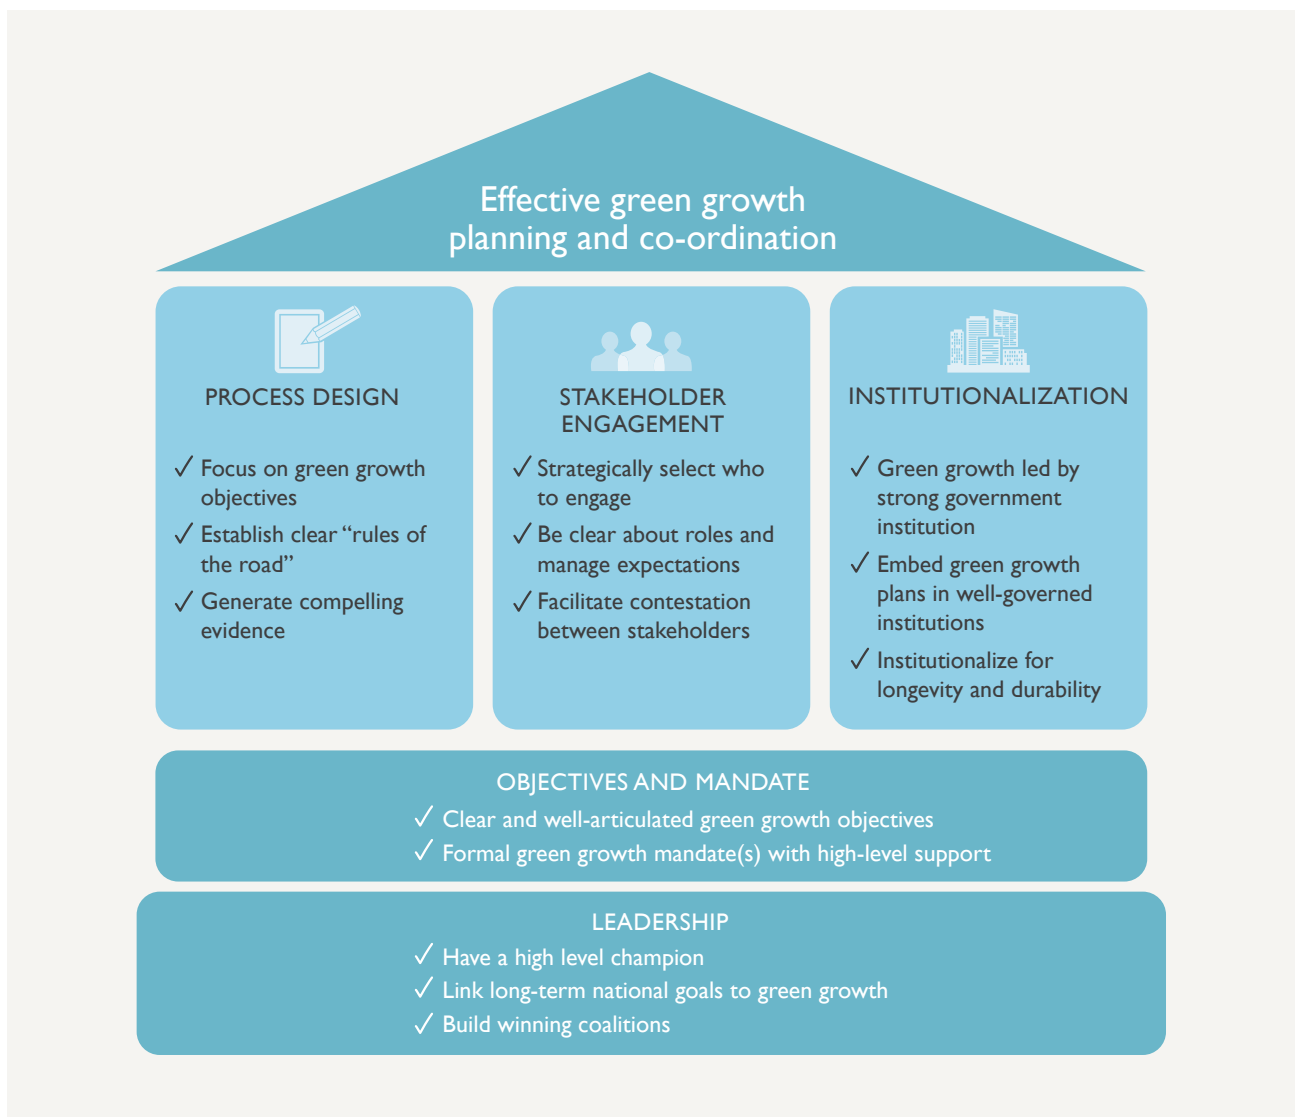 Effective green growth
planning and co-ordination
PROCESS DESIGN
✓ Focus on green growth
objectives
✓ Establish clear “rules of
the road”
✓ Generate compelling
evidence
STAKEHOLDER
ENGAGEMENT
✓ Strategically select who
to engage
✓ Be clear about roles and
manage expectations
✓ Facilitate contestation
between stakeholders
INSTITUTIONALIZATION
✓ Green growth led by
strong government
institution
✓ Embed green growth
plans in well-governed
institutions
✓ Institutionalize for
longevity and durability
OBJECTIVES AND MANDATE
✓ Clear and well-articulated green growth objectives
✓ Formal green growth mandate(s) with high-level support
LEADERSHIP
✓ Have a high level champion
✓ Link long-term national goals to green growth
✓ Build winning coalitions